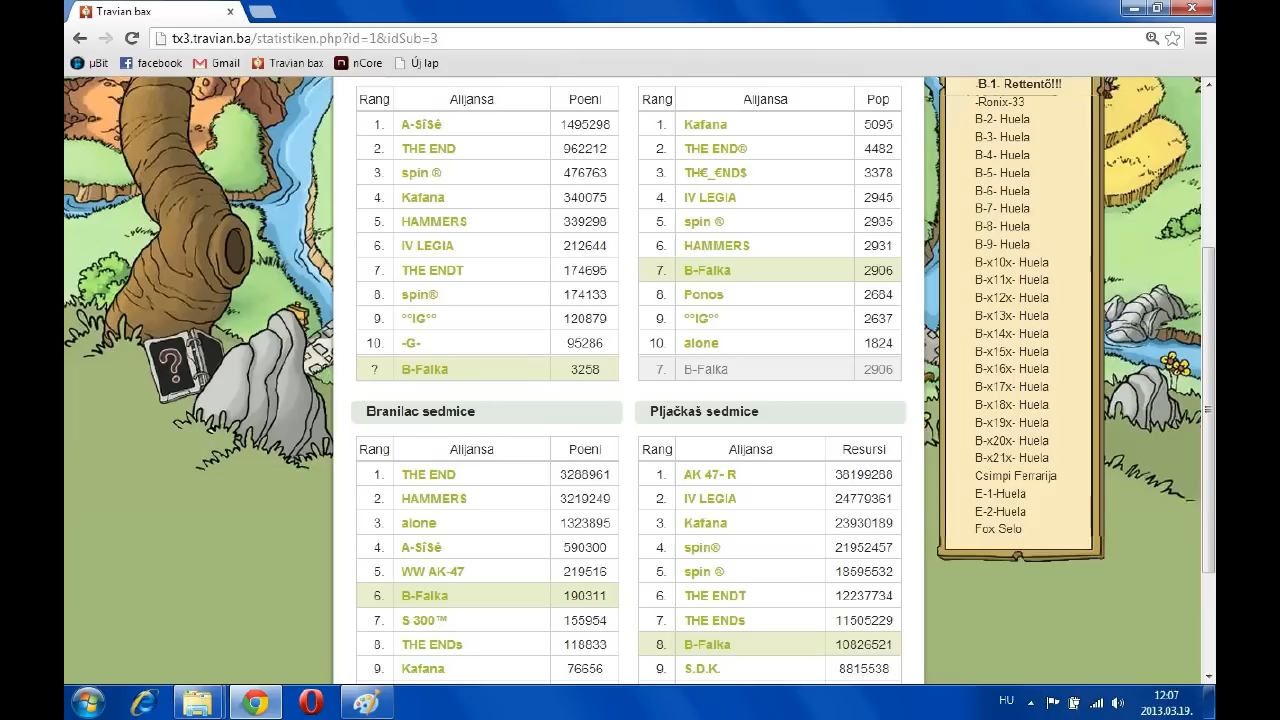 Travian bax
tx3.travian.ba/statistiken.php?id=1&idSub=3
µBit facebook Gmail Travian bax nCore Új lap
Rang Alijansa Poeni
1. A-SîSê 1495298
2. THE END 962212
3. spin ® 476763
4. Kafana 340075
5. HAMMERS 339298
6. IV LEGIA 212644
7. THE ENDT 174695
8. spin® 174133
9. °°IG°° 120879
10. -G- 95286
? B-Falka 3258
Rang Alijansa Pop
1. Kafana 5095
2. THE END® 4482
3. TH€_€ND$ 3378
4. IV LEGIA 2945
5. spin ® 2935
6. HAMMERS 2931
7. B-Falka 2906
8. Ponos 2684
9. °°IG°° 2637
10. alone 1824
7. B-Falka 2906
Branilac sedmice
Rang Alijansa Poeni
1. THE END 3288961
2. HAMMERS 3219249
3. alone 1323895
4. A-SîSê 590300
5. WW AK-47 219516
6. B-Falka 190311
7. S 300™ 155954
8. THE ENDs 118833
9. Kafana 76656
Pljačkaš sedmice
Rang Alijansa Resursi
1. AK 47- R 38199288
2. IV LEGIA 24779361
3. Kafana 23930189
4. spin® 21952457
5. spin ® 18595532
6. THE ENDT 12237734
7. THE ENDs 11505229
8. B-Falka 10826521
9. S.D.K. 8815538
-B-1- Rettentõ!!!
-Ronix-33
B-2- Huela
B-3- Huela
B-4- Huela
B-5- Huela
B-6- Huela
B-7- Huela
B-8- Huela
B-9- Huela
B-x10x- Huela
B-x11x- Huela
B-x12x- Huela
B-x13x- Huela
B-x14x- Huela
B-x15x- Huela
B-x16x- Huela
B-x17x- Huela
B-x18x- Huela
B-x19x- Huela
B-x20x- Huela
B-x21x- Huela
Csimpi Ferrarija
E-1-Huela
E-2-Huela
Fox Selo
HU
12:07
2013.03.19.